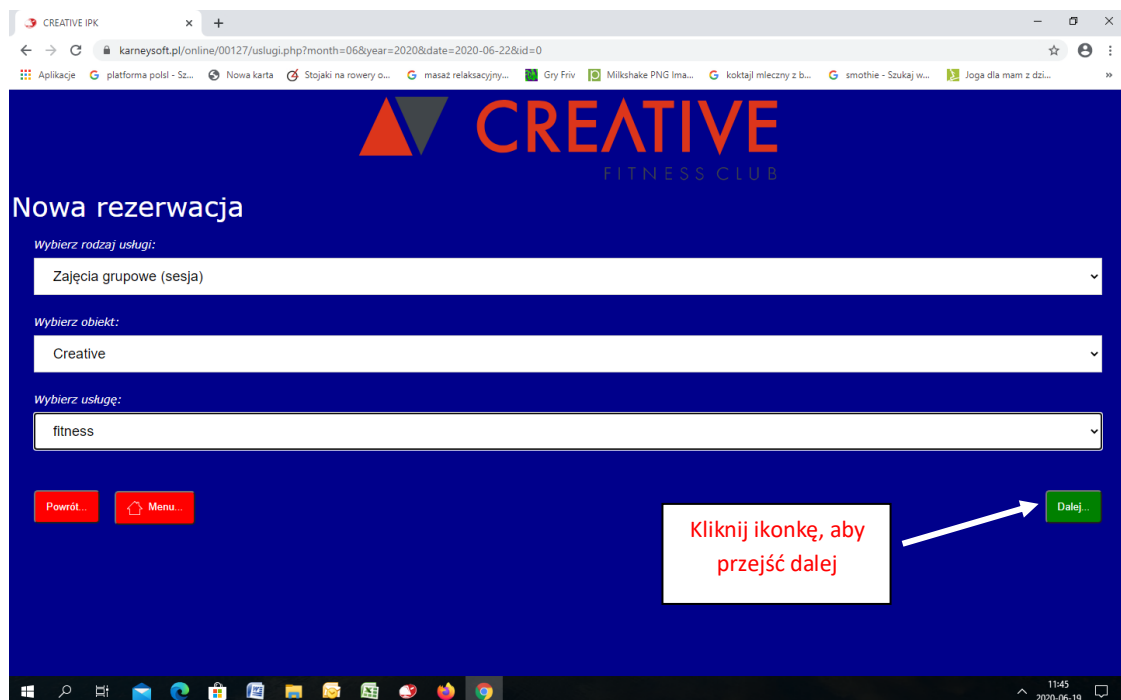 CREATIVE IPK
karneysoft.pl/online/00127/uslugi.php?month=06&year=2020&date=2020-06-22&id=0
Aplikacje platforma polsl - Sz... Nowa karta Stojaki na rowery o... masaż relaksacyjny... Gry Friv Milkshake PNG Ima... koktajl mleczny z b... smothie - Szukaj w... Joga dla mam z dzi... »
CREATIVE
FITNESS CLUB
Nowa rezerwacja
Wybierz rodzaj usługi:
Zajęcia grupowe (sesja)
Wybierz obiekt:
Creative
Wybierz usługę:
fitness
Powrót... Menu... Dalej...
Kliknij ikonkę, aby
przejść dalej
11:45
2020-06-19